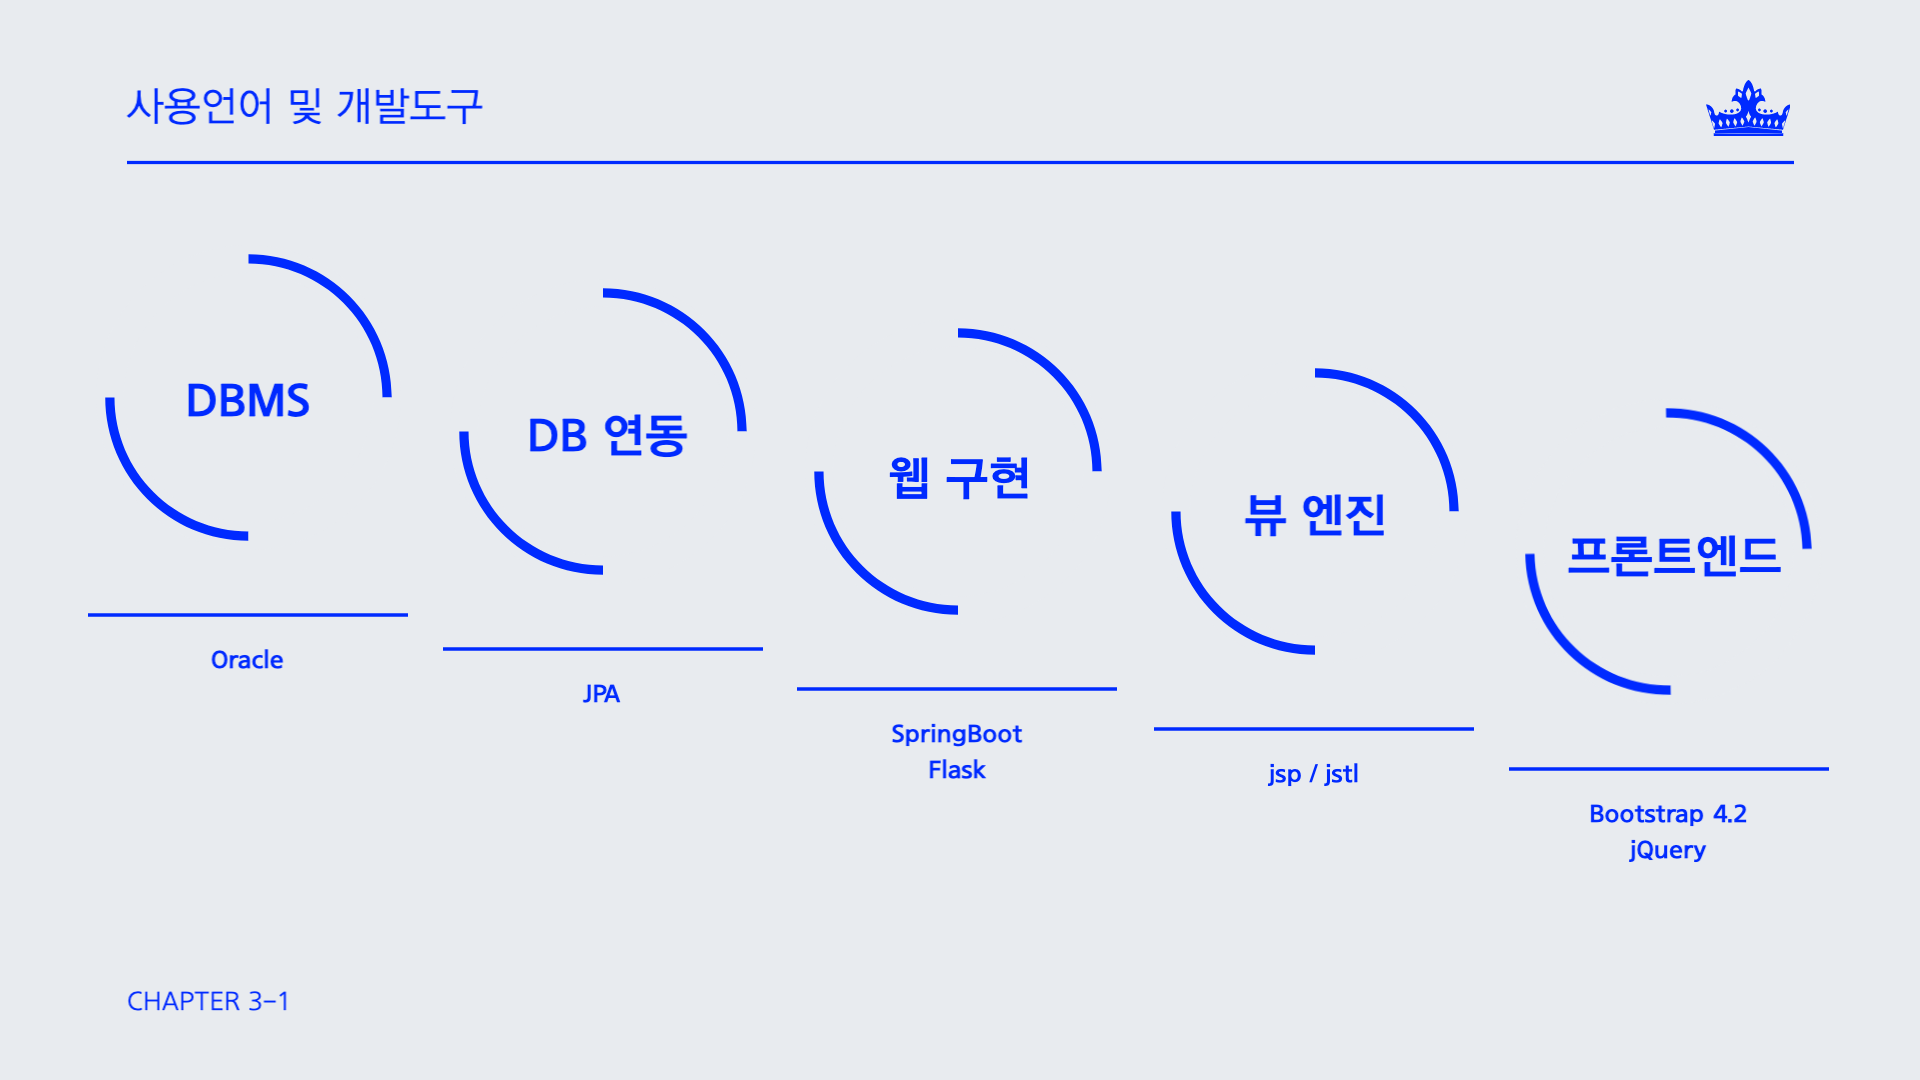 사용언어 및 개발도구
DBMS
Oracle
DB 연동
JPA
웹 구현
SpringBoot
Flask
뷰 엔진
jsp / jstl
프론트엔드
Bootstrap 4.2
jQuery
CHAPTER 3-1